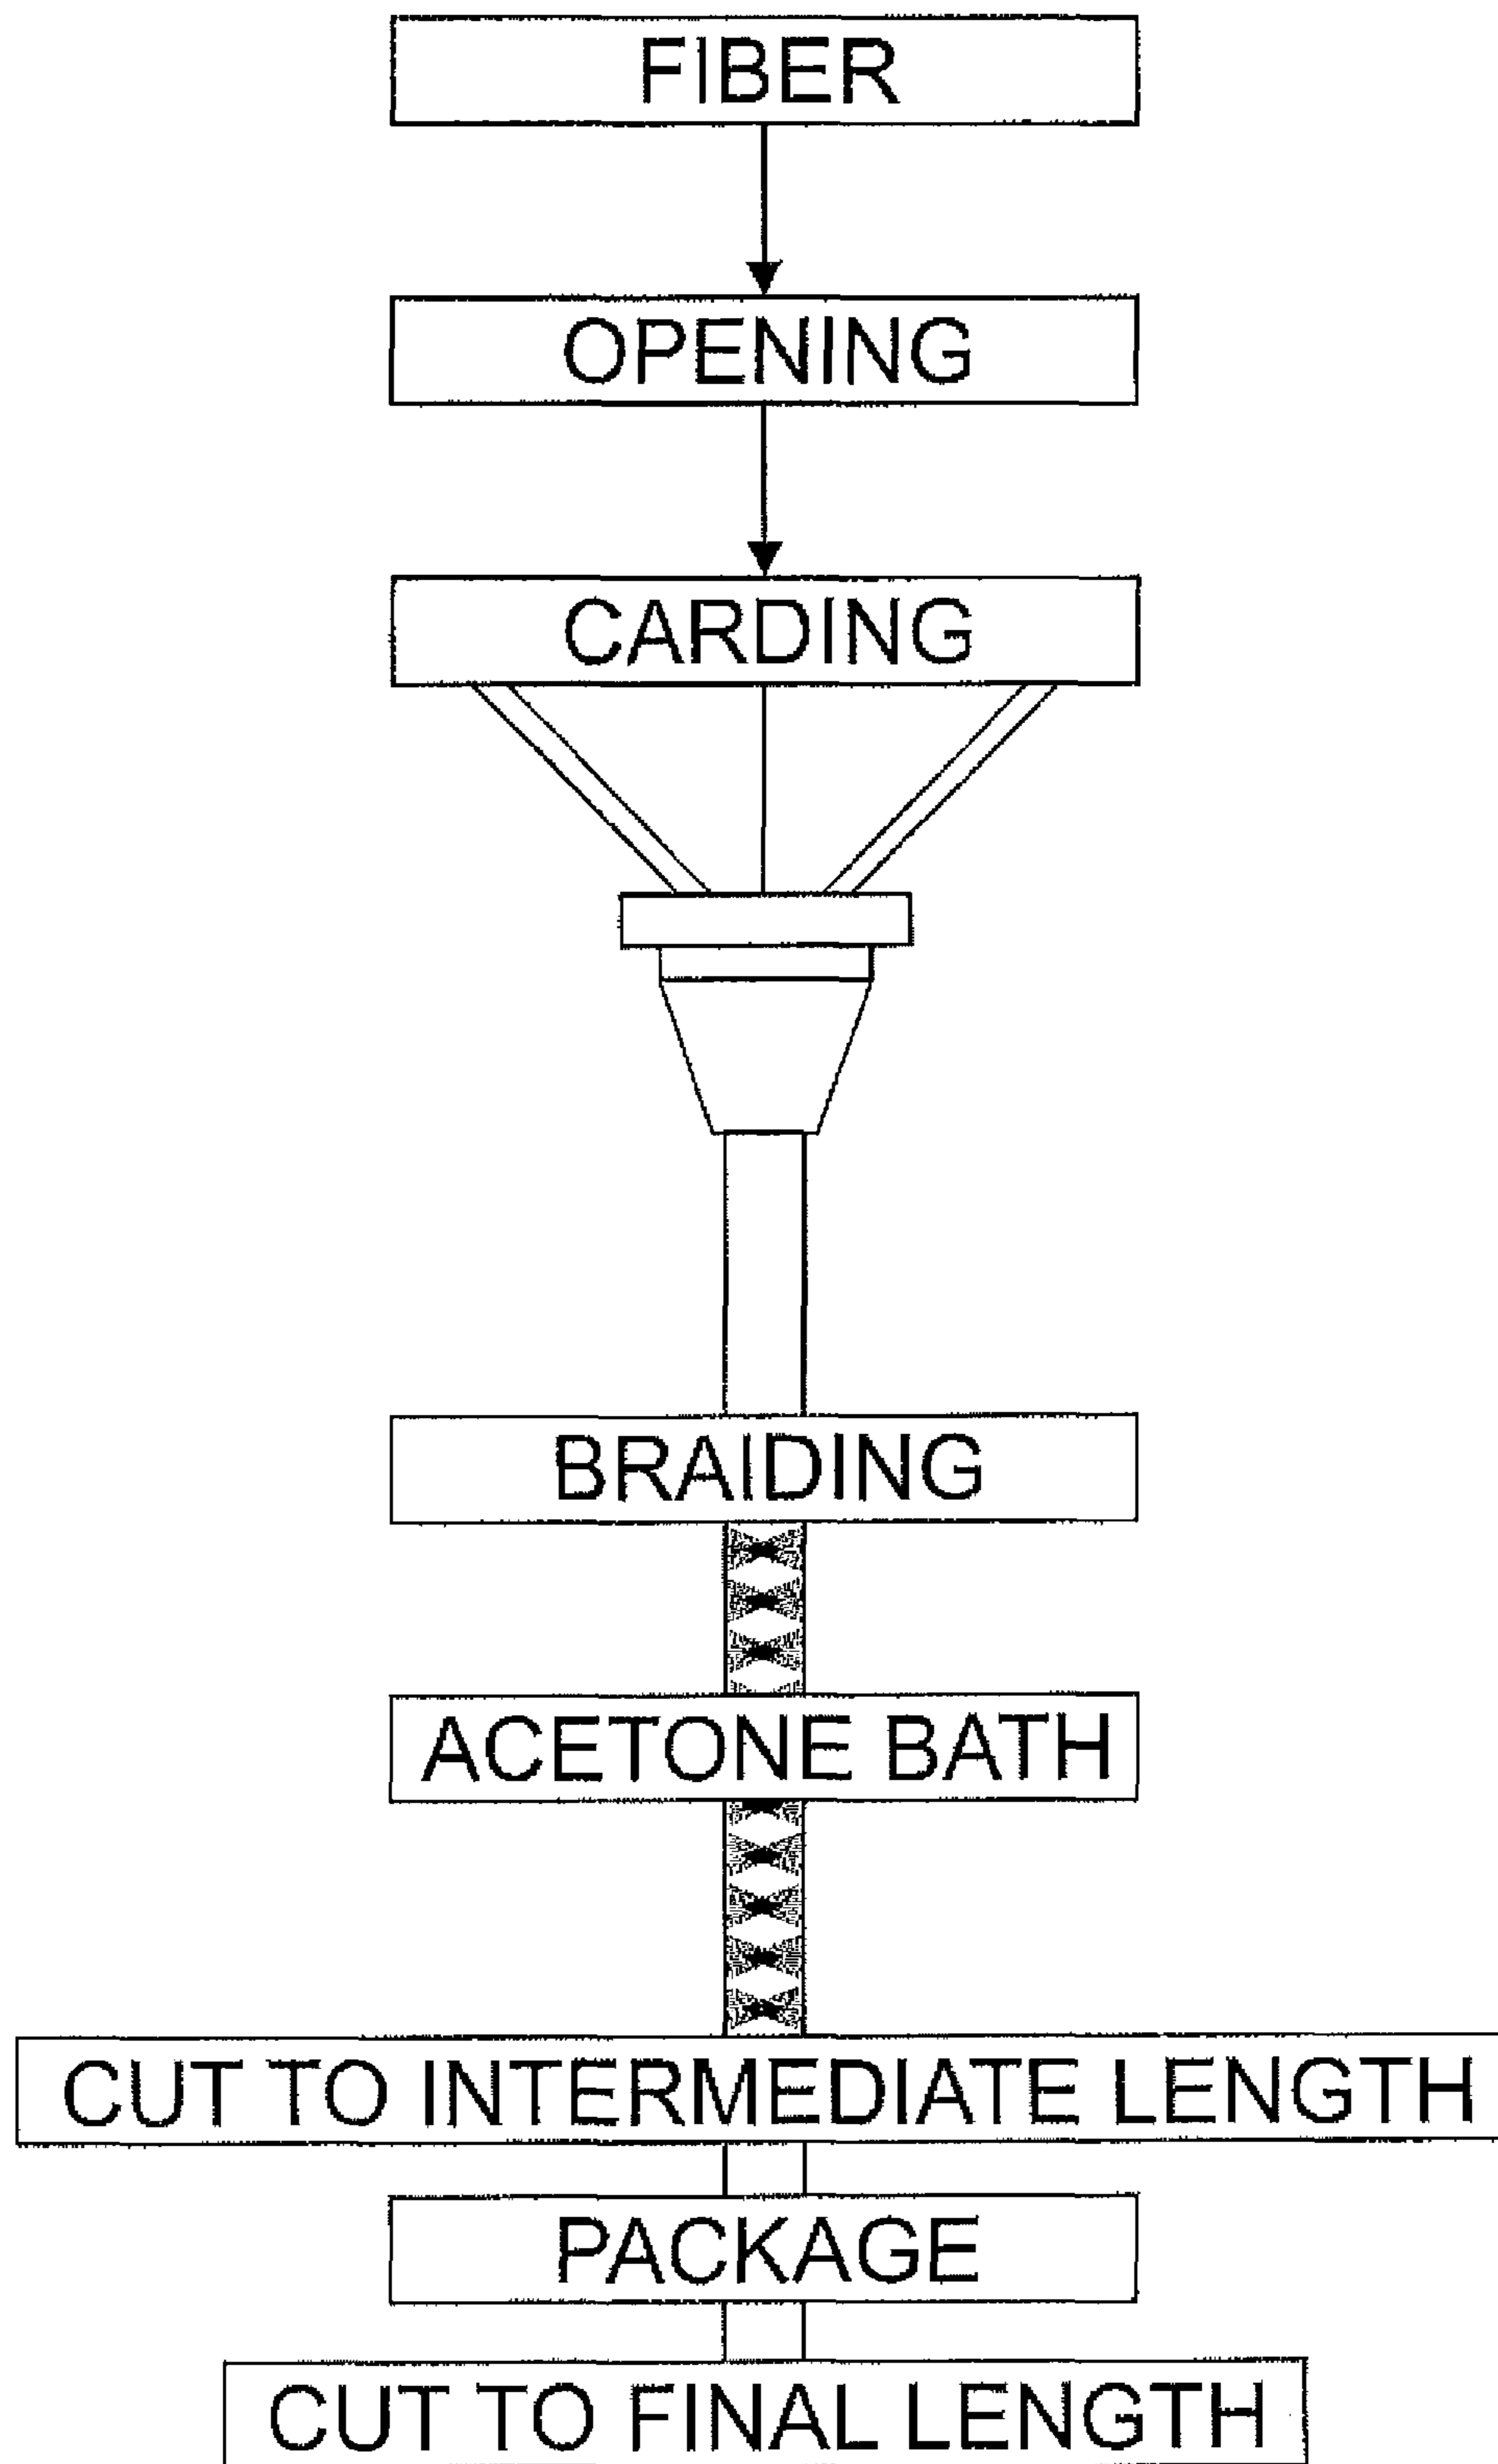 FIBER
OPENING
CARDING
BRAIDING
ACETONE BATH
CUT TO INTERMEDIATE LENGTH
PACKAGE
CUT TO FINAL LENGTH